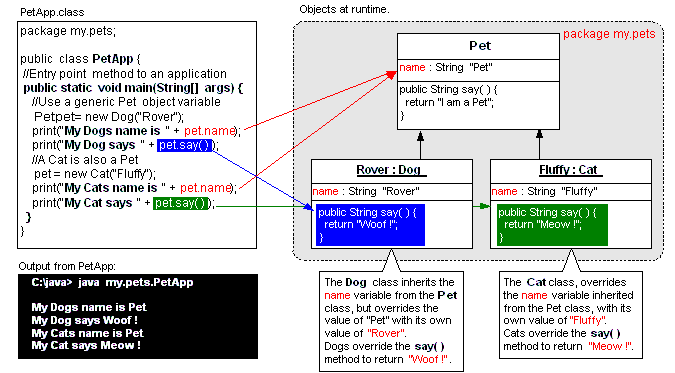 PetApp.class
package my.pets;
public class PetApp {
//Entry point method to an application
public static void main(String[] args) {
//Use a generic Pet object variable
Petpet= new Dog("Rover");
print("My Dogs name is " + pet.name);
print("My Dog says " + pet.say());
//A Cat is also a Pet
pet = new Cat("Fluffy");
print("My Cats name is " + pet.name);
print("My Cat says " + pet.say());
}
}
Output from PetApp:
C:\java> java my.pets.PetApp
My Dogs name is Pet
My Dog says Woof !
My Cats name is Pet
My Cat says Meow !
Objects at runtime.
package my.pets
Pet
name : String "Pet"
public String say( ) {
return "I am a Pet";
}
Rover : Dog
name : String "Rover"
public String say( ) {
return "Woof !";
}
Fluffy : Cat
name : String "Fluffy"
public String say( ) {
return "Meow !";
}
The Dog class inherits the
name variable from the Pet
class, but overrides the
value of "Pet" with its own
value of "Rover".
Dogs override the say( )
method to return "Woof !".
The Cat class, overrides
the name variable inherited
from the Pet class, with its
own value of "Fluffy".
Cats override the say( )
method to return "Meow !".